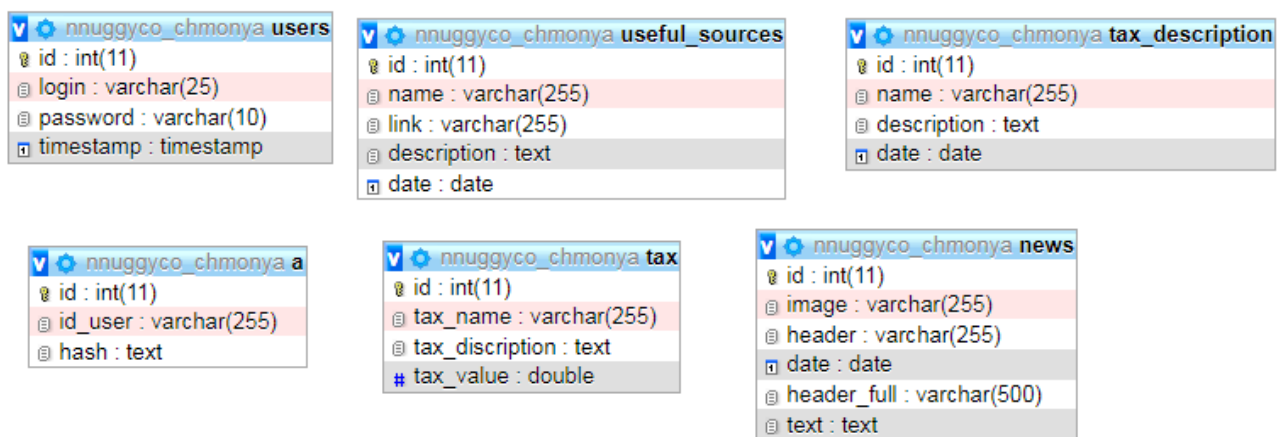 nnuggyco_chmonya users
id : int(11)
login : varchar(25)
password : varchar(10)
timestamp : timestamp
nnuggyco_chmonya useful_sources
id : int(11)
name : varchar(255)
link : varchar(255)
description : text
date : date
nnuggyco_chmonya tax_description
id : int(11)
name : varchar(255)
description : text
date : date
nnuggyco_chmonya a
id : int(11)
id_user : varchar(255)
hash : text
nnuggyco_chmonya tax
id : int(11)
tax_name : varchar(255)
tax_discription : text
# tax_value : double
nnuggyco_chmonya news
id : int(11)
image : varchar(255)
header : varchar(255)
date : date
header_full : varchar(500)
text : text